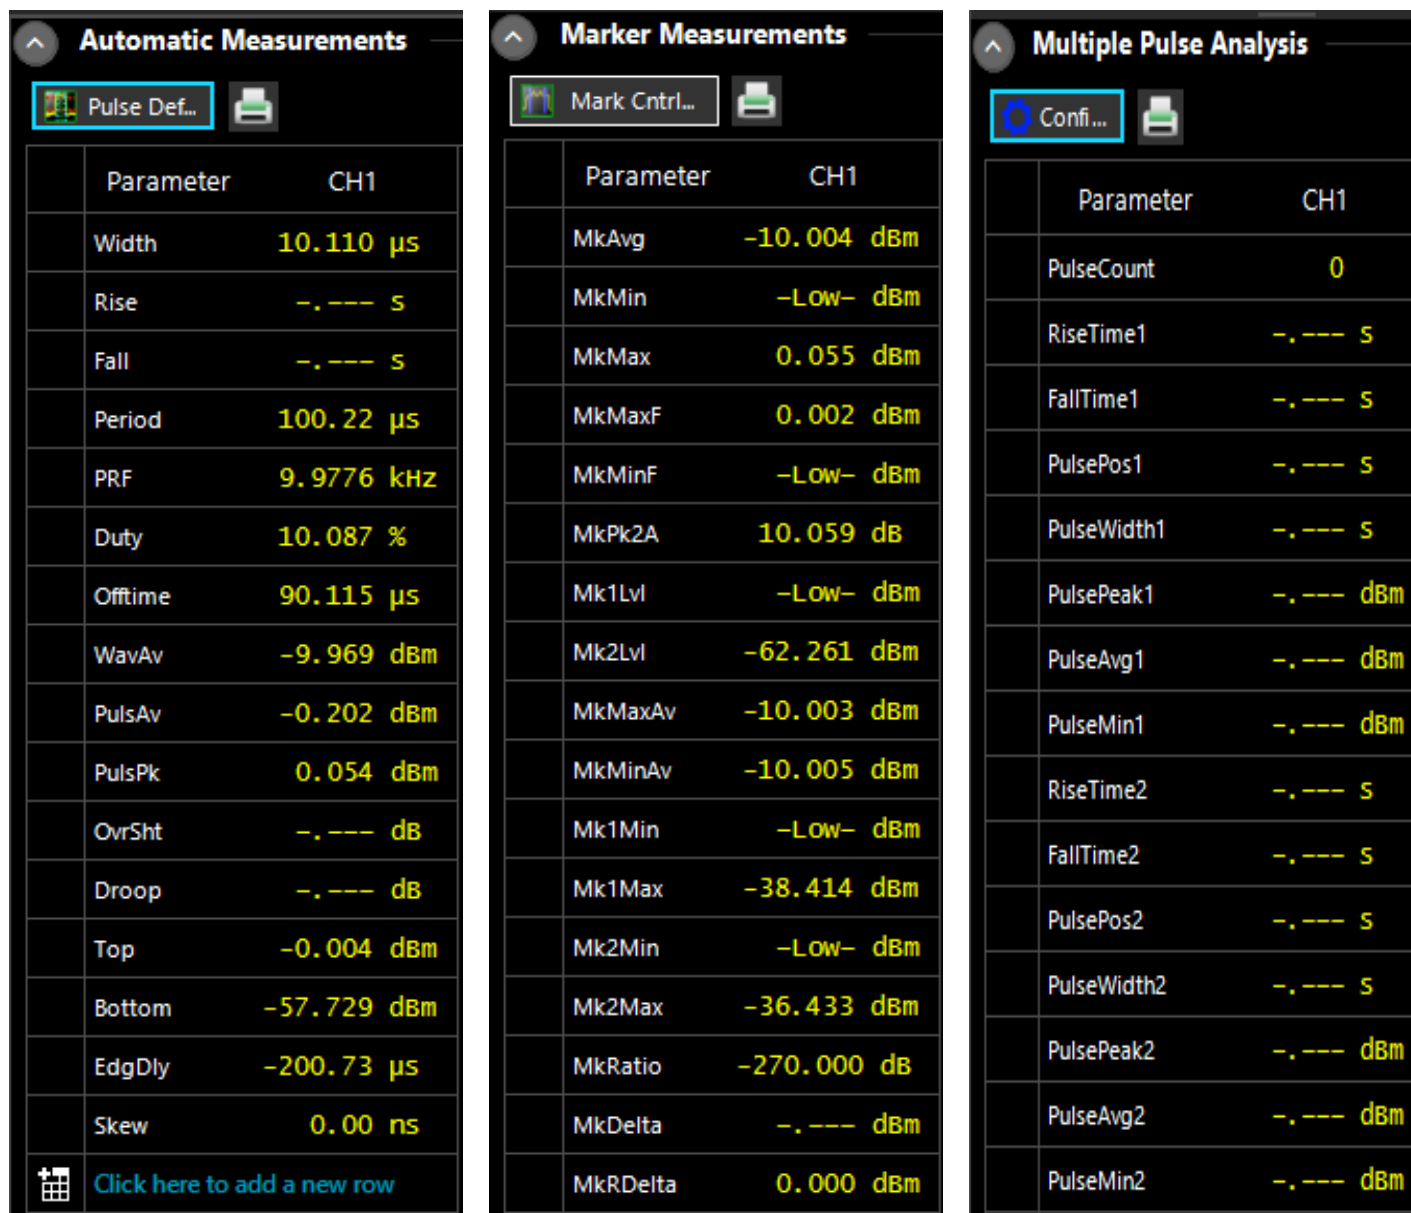 Automatic Measurements
Pulse Def...
Parameter CH1
Width 10.110 µs
Rise -.--- s
Fall -.--- s
Period 100.22 µs
PRF 9.9776 kHz
Duty 10.087 %
Offtime 90.115 µs
WavAv -9.969 dBm
PulsAv -0.202 dBm
PulsPk 0.054 dBm
OvrSht -.--- dB
Droop -.--- dB
Top -0.004 dBm
Bottom -57.729 dBm
EdgDly -200.73 µs
Skew 0.00 ns
Click here to add a new row
Marker Measurements
Mark Cntrl...
Parameter CH1
MkAvg -10.004 dBm
MkMin -Low- dBm
MkMax 0.055 dBm
MkMaxF 0.002 dBm
MkMinF -Low- dBm
MkPk2A 10.059 dB
Mk1Lvl -Low- dBm
Mk2Lvl -62.261 dBm
MkMaxAv -10.003 dBm
MkMinAv -10.005 dBm
Mk1Min -Low- dBm
Mk1Max -38.414 dBm
Mk2Min -Low- dBm
Mk2Max -36.433 dBm
MkRatio -270.000 dB
MkDelta -.--- dBm
MkRDelta 0.000 dBm
Multiple Pulse Analysis
Confi...
Parameter CH1
PulseCount 0
RiseTime1 -.--- s
FallTime1 -.--- s
PulsePos1 -.--- s
PulseWidth1 -.--- s
PulsePeak1 -.--- dBm
PulseAvg1 -.--- dBm
PulseMin1 -.--- dBm
RiseTime2 -.--- s
FallTime2 -.--- s
PulsePos2 -.--- s
PulseWidth2 -.--- s
PulsePeak2 -.--- dBm
PulseAvg2 -.--- dBm
PulseMin2 -.--- dBm